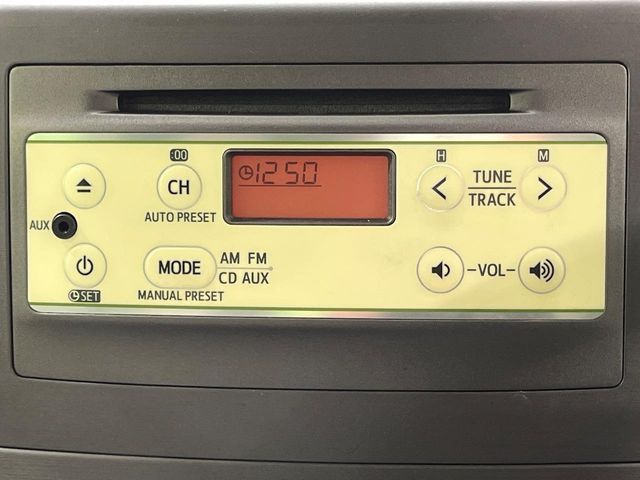 :00
H
M
CH
12 50
<
TUNE
TRACK
>
AUTO PRESET
AUX
MODE
AM FM
CD AUX
-VOL-
SET
MANUAL PRESET